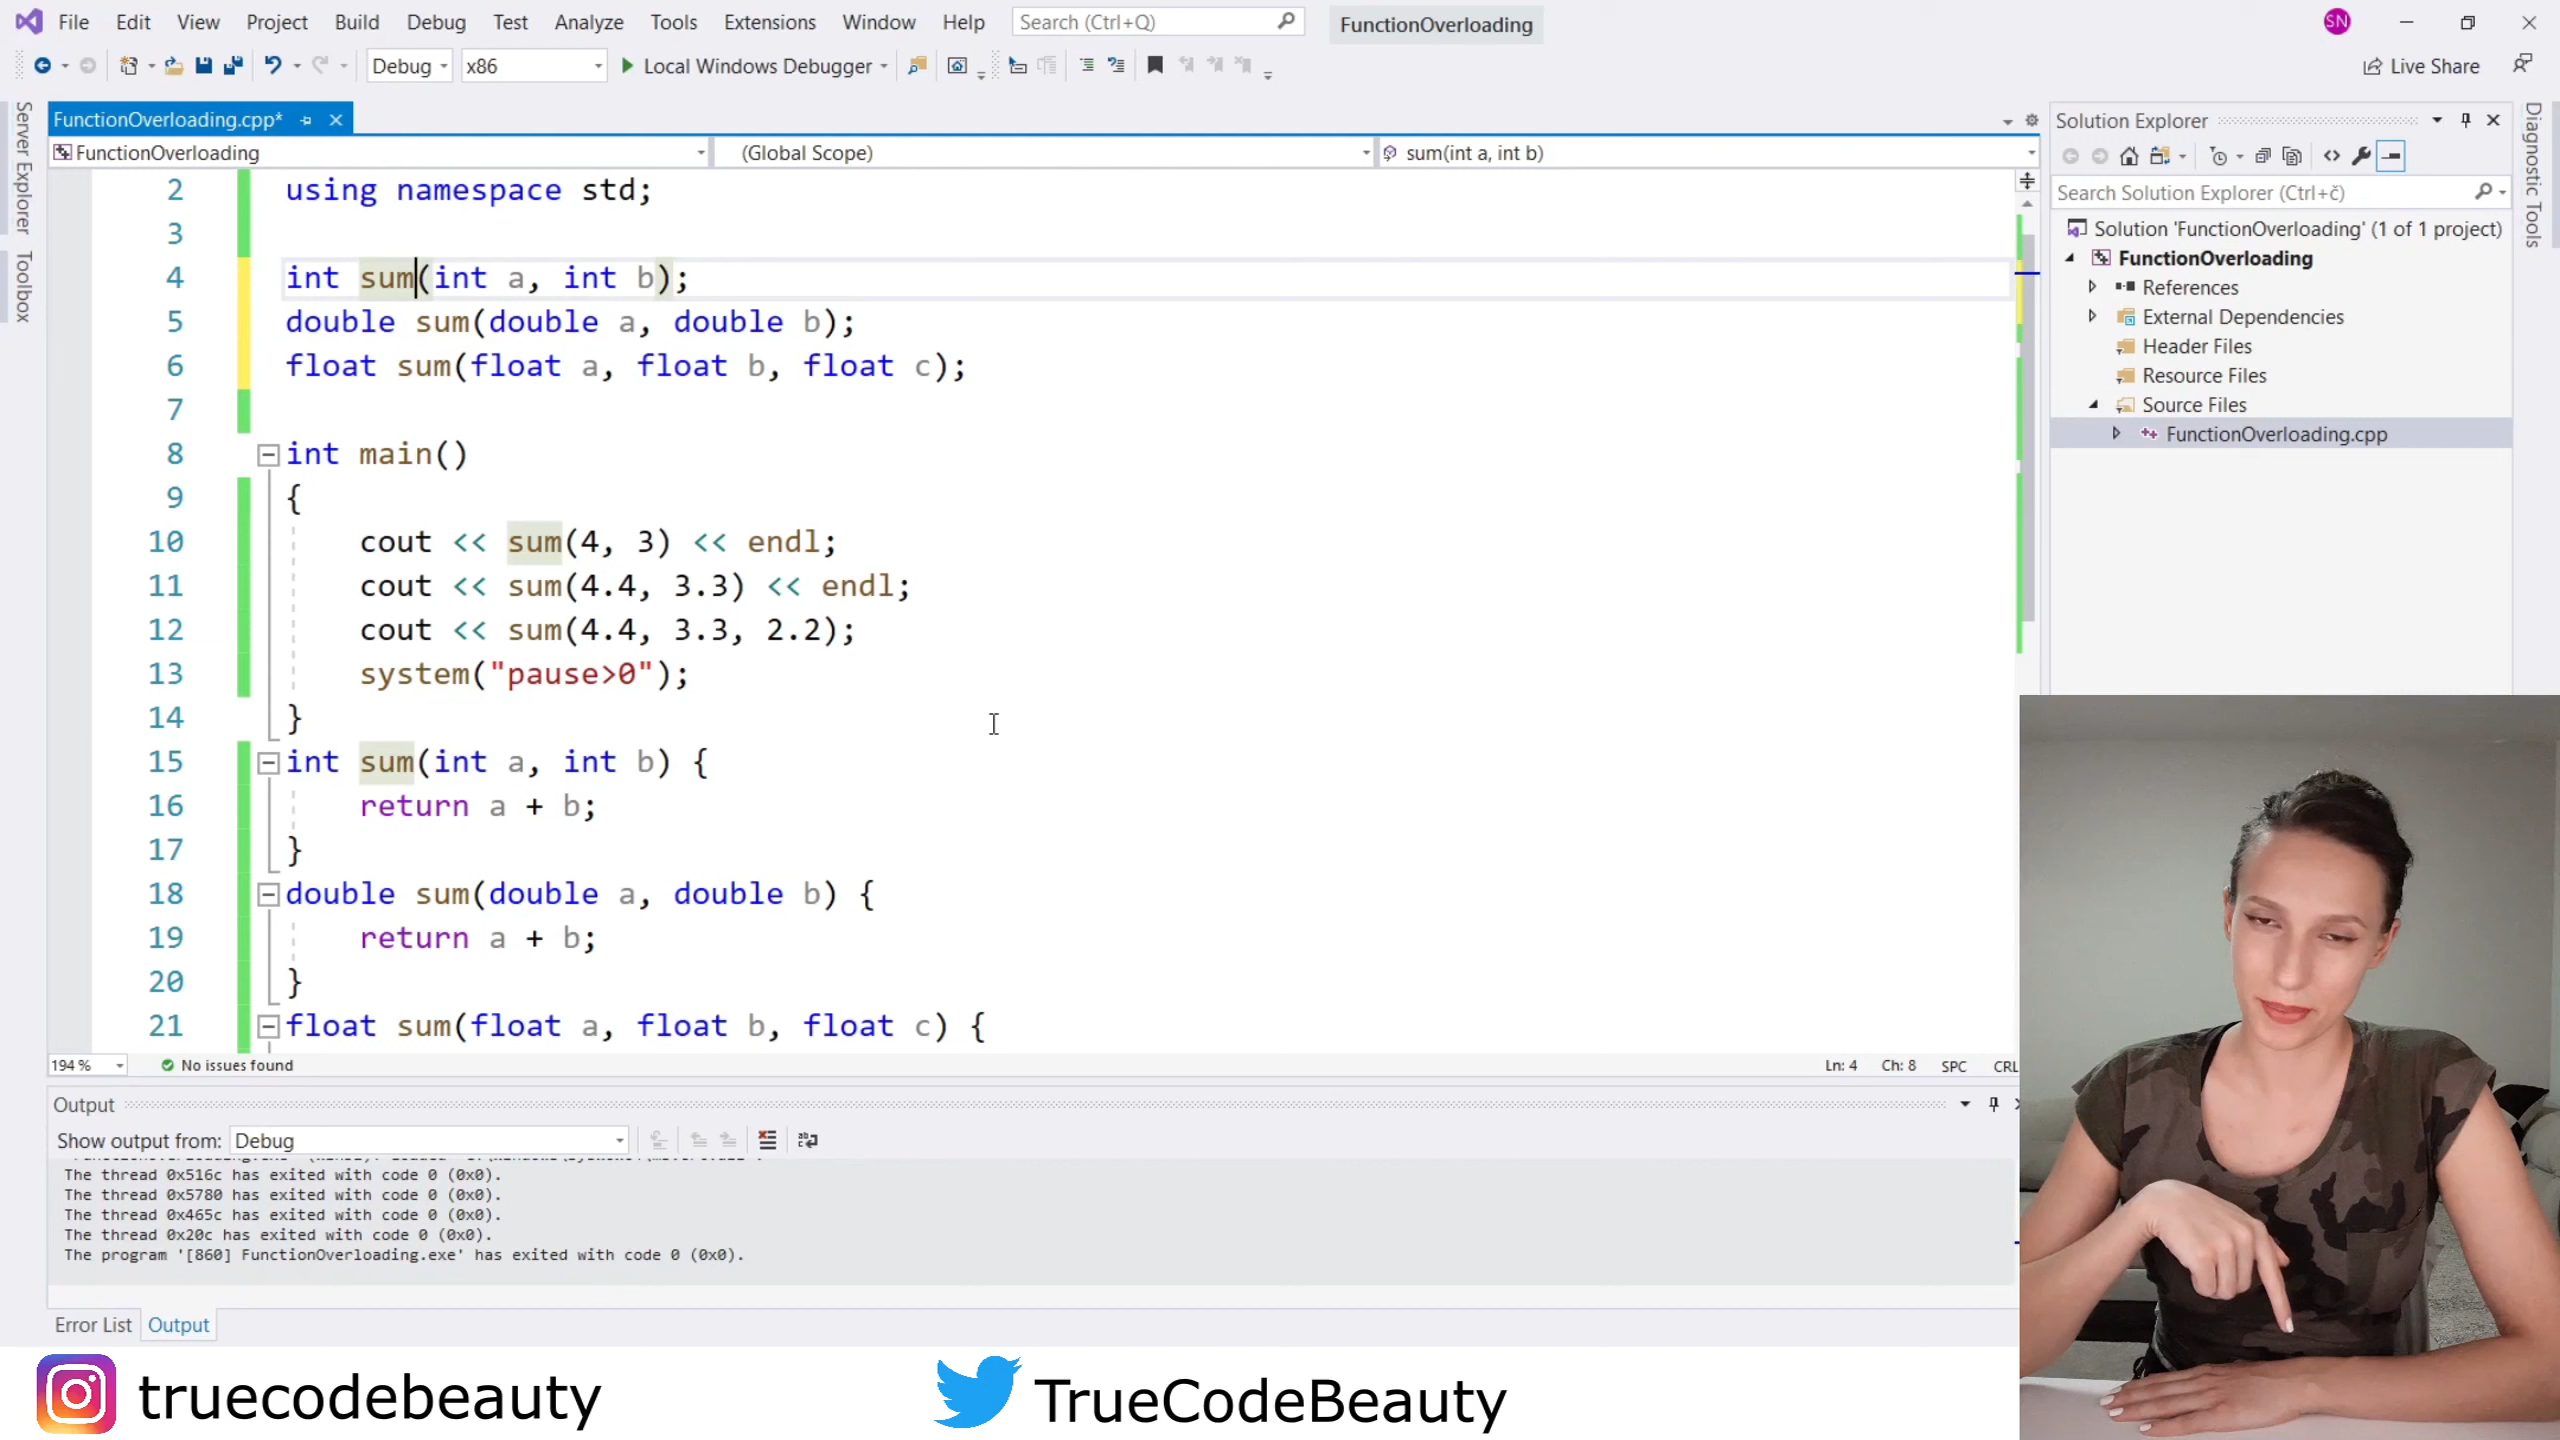 File Edit View Project Build Debug Test Analyze Tools Extensions Window Help Search (Ctrl+Q) FunctionOverloading SN
Debug x86 Local Windows Debugger Live Share
FunctionOverloading.cpp*
FunctionOverloading (Global Scope) sum(int a, int b)
Server Explorer
Toolbox
2 using namespace std;
3
4 int sum(int a, int b);
5 double sum(double a, double b);
6 float sum(float a, float b, float c);
7
8 int main()
9 {
10 cout << sum(4, 3) << endl;
11 cout << sum(4.4, 3.3) << endl;
12 cout << sum(4.4, 3.3, 2.2);
13 system("pause>0");
14 }
15 int sum(int a, int b) {
16 return a + b;
17 }
18 double sum(double a, double b) {
19 return a + b;
20 }
21 float sum(float a, float b, float c) {
194 % No issues found Ln: 4 Ch: 8 SPC CRL
Solution Explorer
Search Solution Explorer (Ctrl+č)
Solution 'FunctionOverloading' (1 of 1 project)
FunctionOverloading
References
External Dependencies
Header Files
Resource Files
Source Files
FunctionOverloading.cpp
Diagnostic Tools
Output
Show output from: Debug
The thread 0x516c has exited with code 0 (0x0).
The thread 0x5780 has exited with code 0 (0x0).
The thread 0x465c has exited with code 0 (0x0).
The thread 0x20c has exited with code 0 (0x0).
The program '[860] FunctionOverloading.exe' has exited with code 0 (0x0).
Error List Output
truecodebeauty TrueCodeBeauty